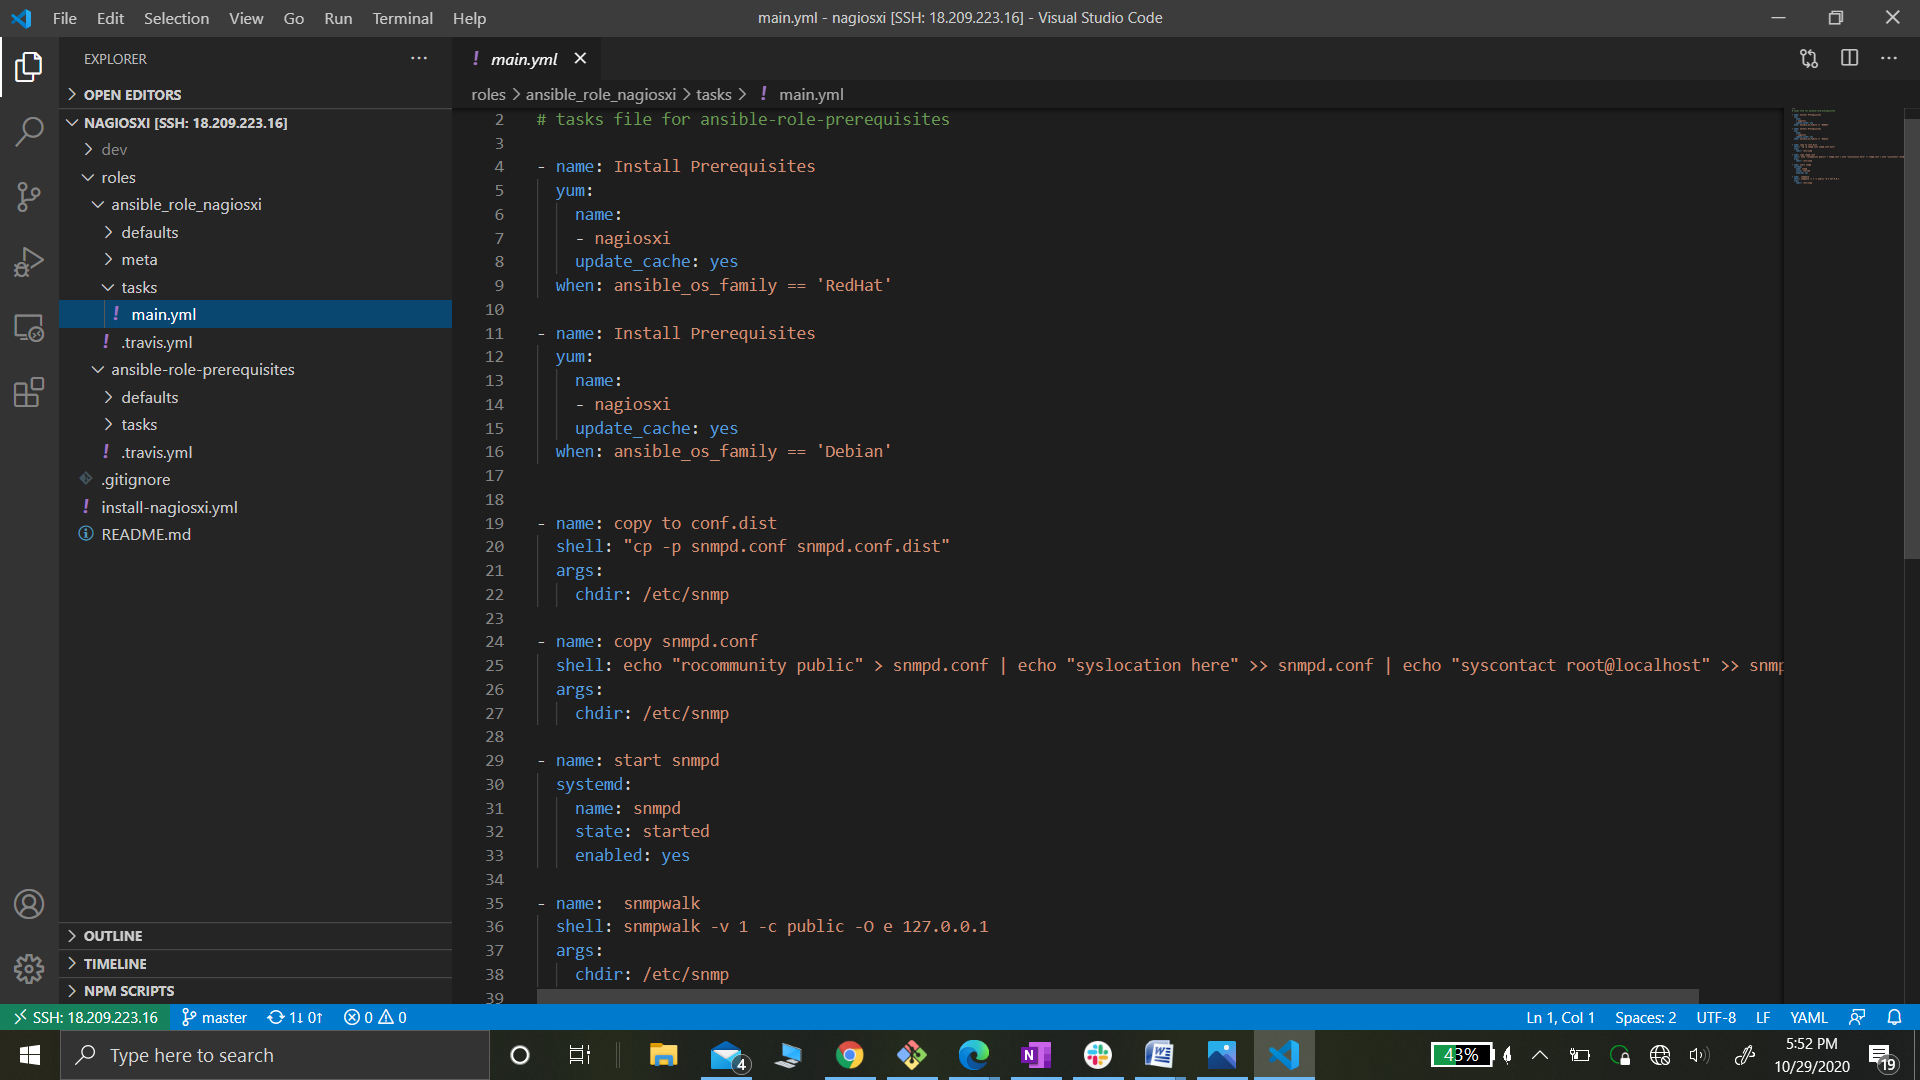 File Edit Selection View Go Run Terminal Help
main.yml - nagiosxi [SSH: 18.209.223.16] - Visual Studio Code
EXPLORER
OPEN EDITORS
NAGIOSXI [SSH: 18.209.223.16]
dev
roles
ansible_role_nagiosxi
defaults
meta
tasks
! main.yml
! .travis.yml
ansible-role-prerequisites
defaults
tasks
! .travis.yml
.gitignore
! install-nagiosxi.yml
README.md
OUTLINE
TIMELINE
NPM SCRIPTS
! main.yml
roles > ansible_role_nagiosxi > tasks > ! main.yml
2 # tasks file for ansible-role-prerequisites
3
4 - name: Install Prerequisites
5 yum:
6 name:
7 - nagiosxi
8 update_cache: yes
9 when: ansible_os_family == 'RedHat'
10
11 - name: Install Prerequisites
12 yum:
13 name:
14 - nagiosxi
15 update_cache: yes
16 when: ansible_os_family == 'Debian'
17
18
19 - name: copy to conf.dist
20 shell: "cp -p snmpd.conf snmpd.conf.dist"
21 args:
22 chdir: /etc/snmp
23
24 - name: copy snmpd.conf
25 shell: echo "rocommunity public" > snmpd.conf | echo "syslocation here" >> snmpd.conf | echo "syscontact root@localhost" >> snmp
26 args:
27 chdir: /etc/snmp
28
29 - name: start snmpd
30 systemd:
31 name: snmpd
32 state: started
33 enabled: yes
34
35 - name:  snmpwalk
36 shell: snmpwalk -v 1 -c public -O e 127.0.0.1
37 args:
38 chdir: /etc/snmp
39
SSH: 18.209.223.16 master 1↓ 0↑ 0 0
Ln 1, Col 1 Spaces: 2 UTF-8 LF YAML
Type here to search
4
43%
5:52 PM
10/29/2020
19